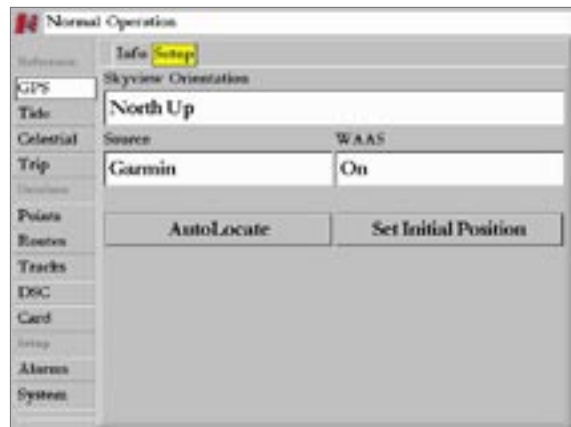 Normal Operation
Info Setup
Reference
GPS
Tide
Celestial
Trip
Database
Points
Routes
Tracks
DSC
Card
Setup
Alarms
System
Skyview Orientation
North Up
Source WAAS
Garmin On
AutoLocate Set Initial Position